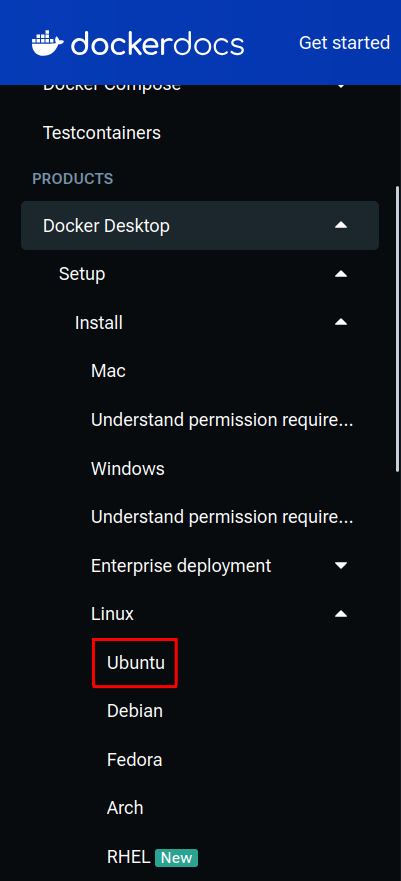 dockerdocs
Get started
Docker Compose
Testcontainers
PRODUCTS
Docker Desktop
Setup
Install
Mac
Understand permission require...
Windows
Understand permission require...
Enterprise deployment
Linux
Ubuntu
Debian
Fedora
Arch
RHEL New